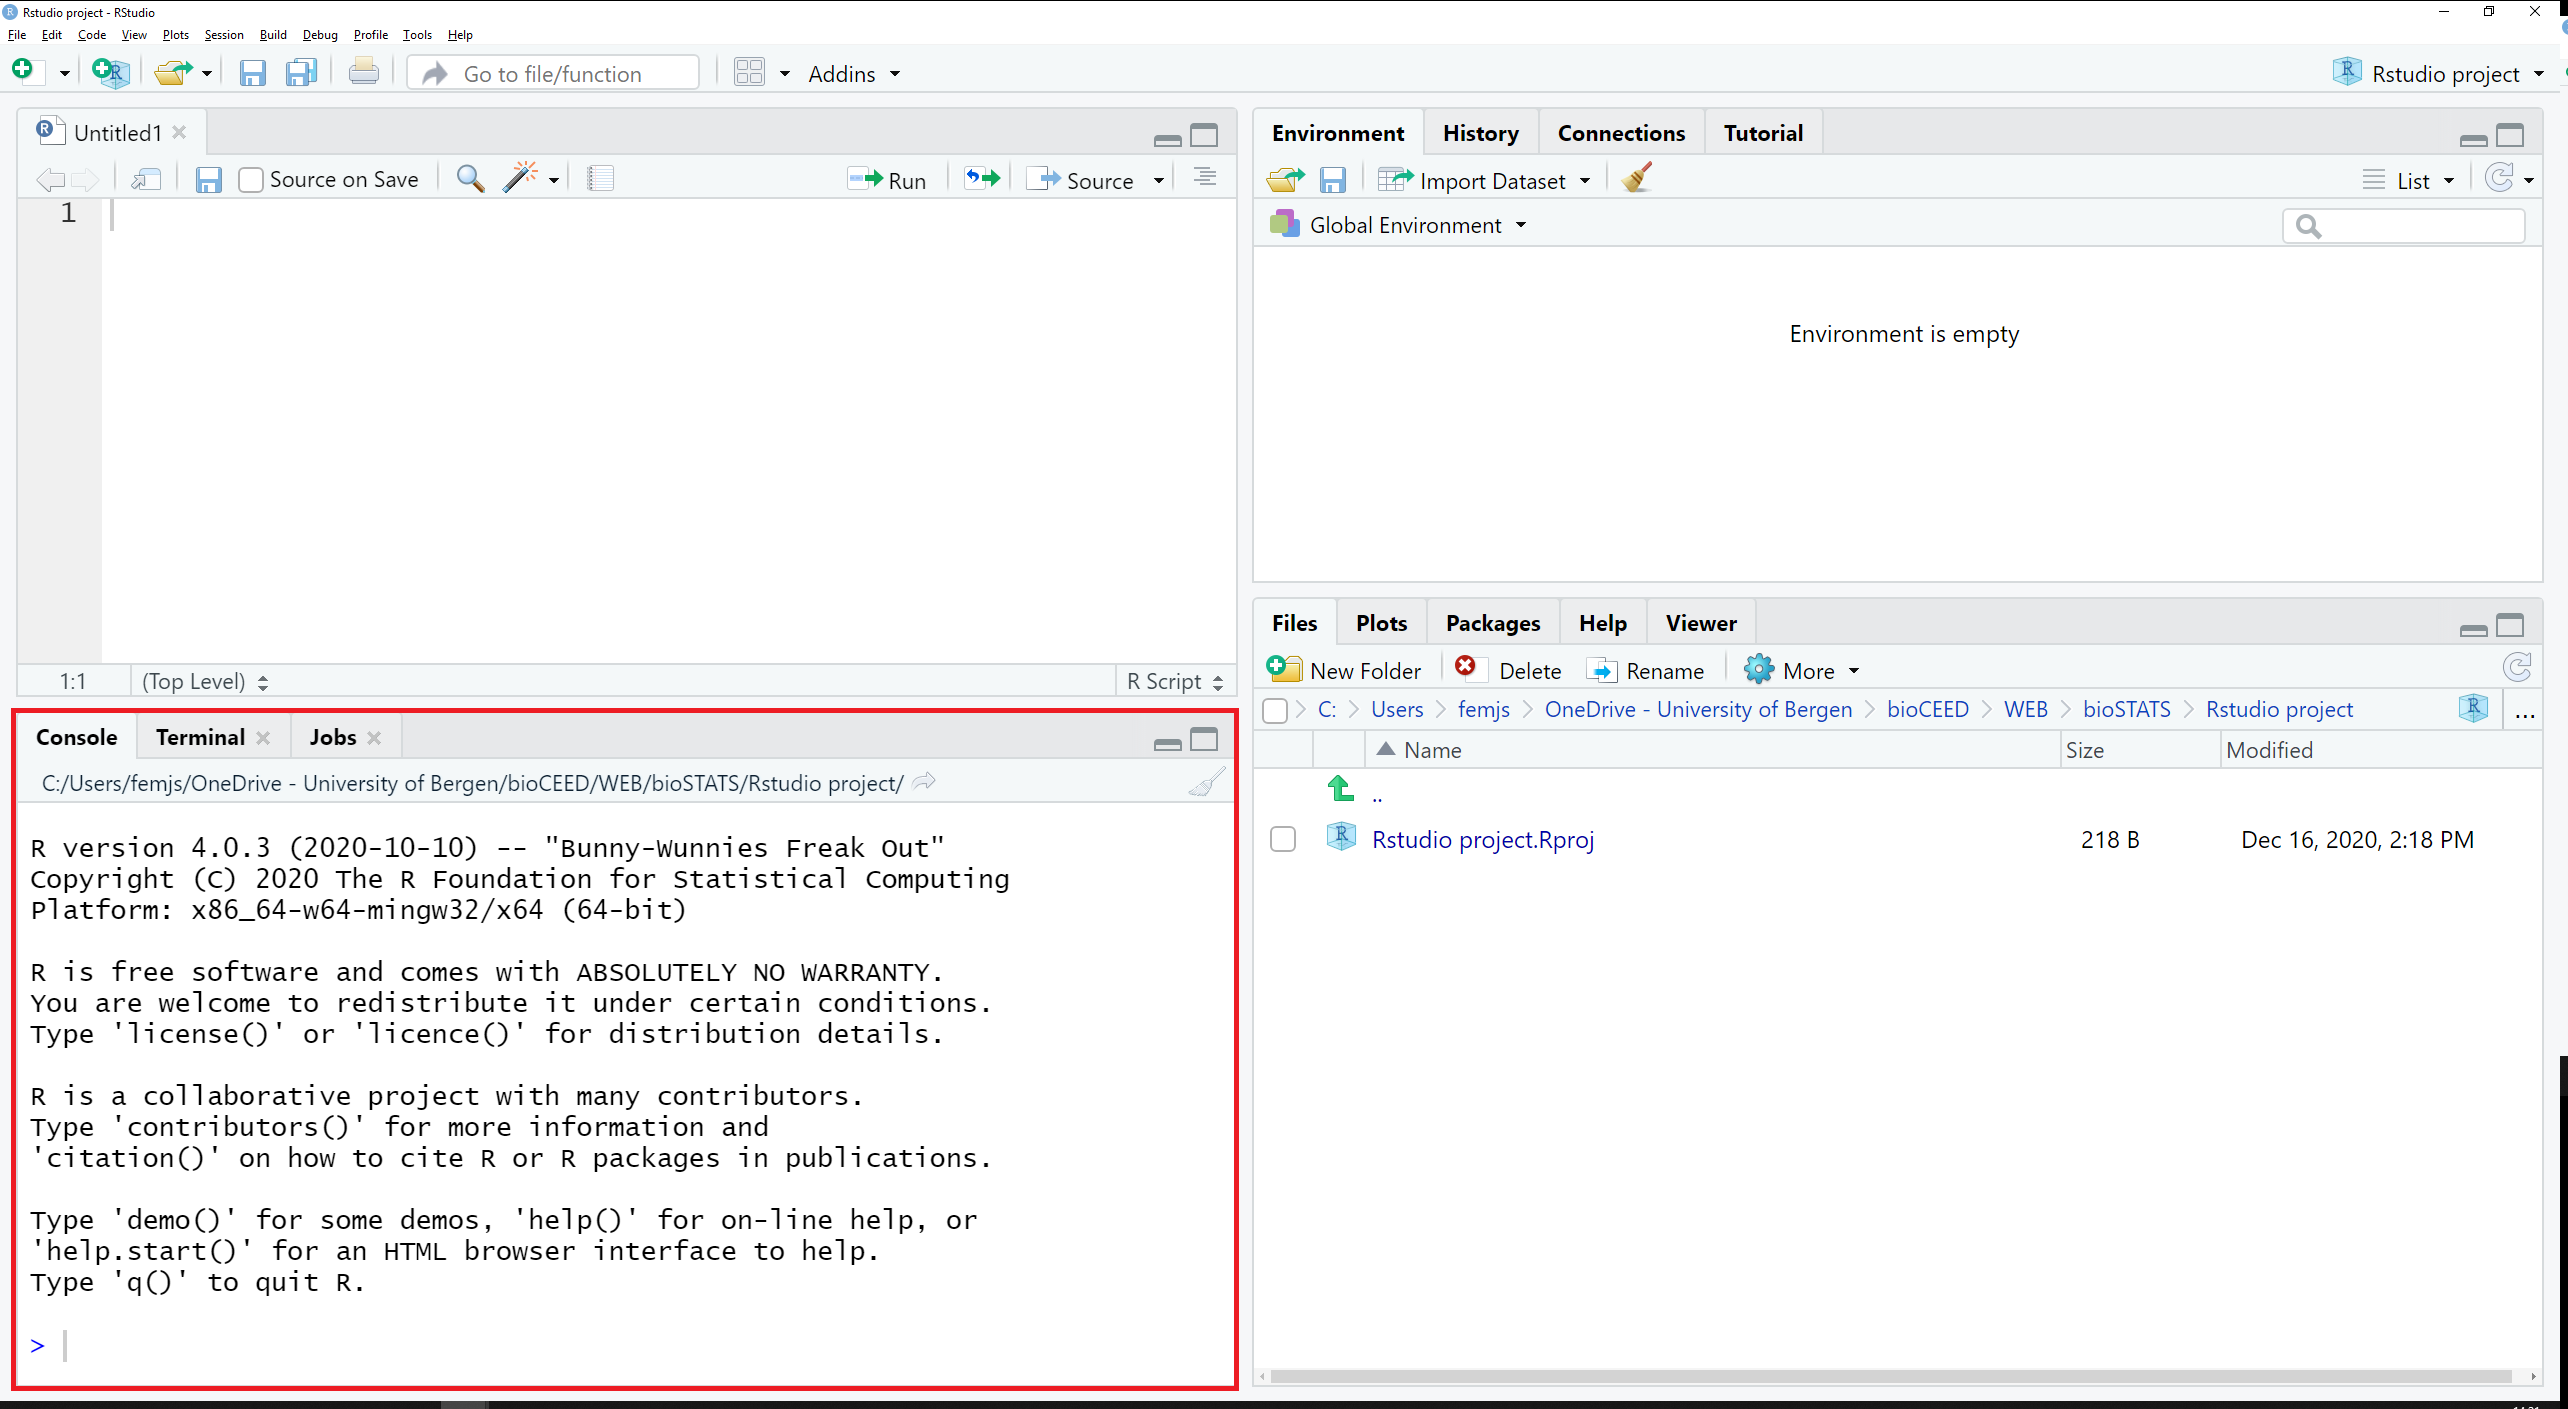 Rstudio project - RStudio
File Edit Code View Plots Session Build Debug Profile Tools Help
Go to file/function Addins Rstudio project
Untitled1
Source on Save Run Source
1
1:1 (Top Level) R Script
Console Terminal Jobs
C:/Users/femjs/OneDrive - University of Bergen/bioCEED/WEB/bioSTATS/Rstudio project/
R version 4.0.3 (2020-10-10) -- "Bunny-Wunnies Freak Out"
Copyright (C) 2020 The R Foundation for Statistical Computing
Platform: x86_64-w64-mingw32/x64 (64-bit)
R is free software and comes with ABSOLUTELY NO WARRANTY.
You are welcome to redistribute it under certain conditions.
Type 'license()' or 'licence()' for distribution details.
R is a collaborative project with many contributors.
Type 'contributors()' for more information and
'citation()' on how to cite R or R packages in publications.
Type 'demo()' for some demos, 'help()' for on-line help, or
'help.start()' for an HTML browser interface to help.
Type 'q()' to quit R.
>
Environment History Connections Tutorial
Import Dataset List
Global Environment
Environment is empty
Files Plots Packages Help Viewer
New Folder Delete Rename More
C: Users femjs OneDrive - University of Bergen bioCEED WEB bioSTATS Rstudio project ...
Name Size Modified
..
Rstudio project.Rproj 218 B Dec 16, 2020, 2:18 PM